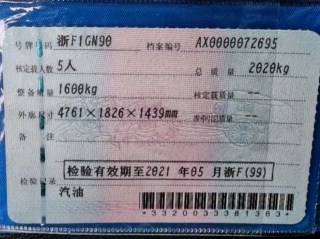 号牌号码 浙F1GN90 档案编号 AX0000072695
核定载人数 5人 总质量 2020kg
整备质量 1600kg 核定载质量 --
外廓尺寸 4761×1826×1439mm 准牵引总质量 --
备注
检验有效期至2021 年05 月浙F(99)
检验记录
汽油
*3320033381383*